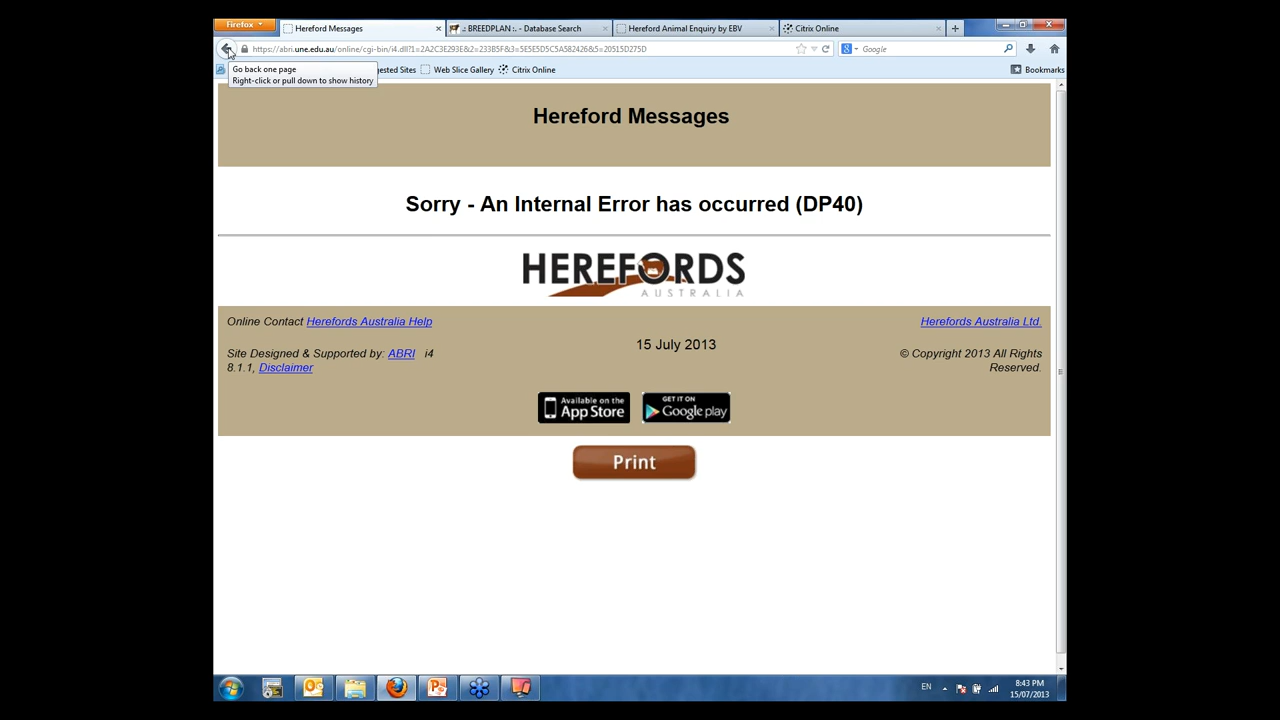 Firefox
Hereford Messages
.: BREEDPLAN :. - Database Search
Hereford Animal Enquiry by EBV
Citrix Online
https://abri.une.edu.au/online/cgi-bin/i4.dll?1=2A2C3E293E&2=233B5F&3=5E5E5D5C5A582426&5=20515D275D
Google
Go back one page
Right-click or pull down to show history
ested Sites
Web Slice Gallery
Citrix Online
Bookmarks
Hereford Messages
Sorry - An Internal Error has occurred (DP40)
HEREFORDS
AUSTRALIA
Online Contact Herefords Australia Help
Herefords Australia Ltd.
15 July 2013
Site Designed & Supported by: ABRI i4
8.1.1, Disclaimer
© Copyright 2013 All Rights
Reserved.
Available on the
App Store
GET IT ON
Google play
Print
EN
8:43 PM
15/07/2013